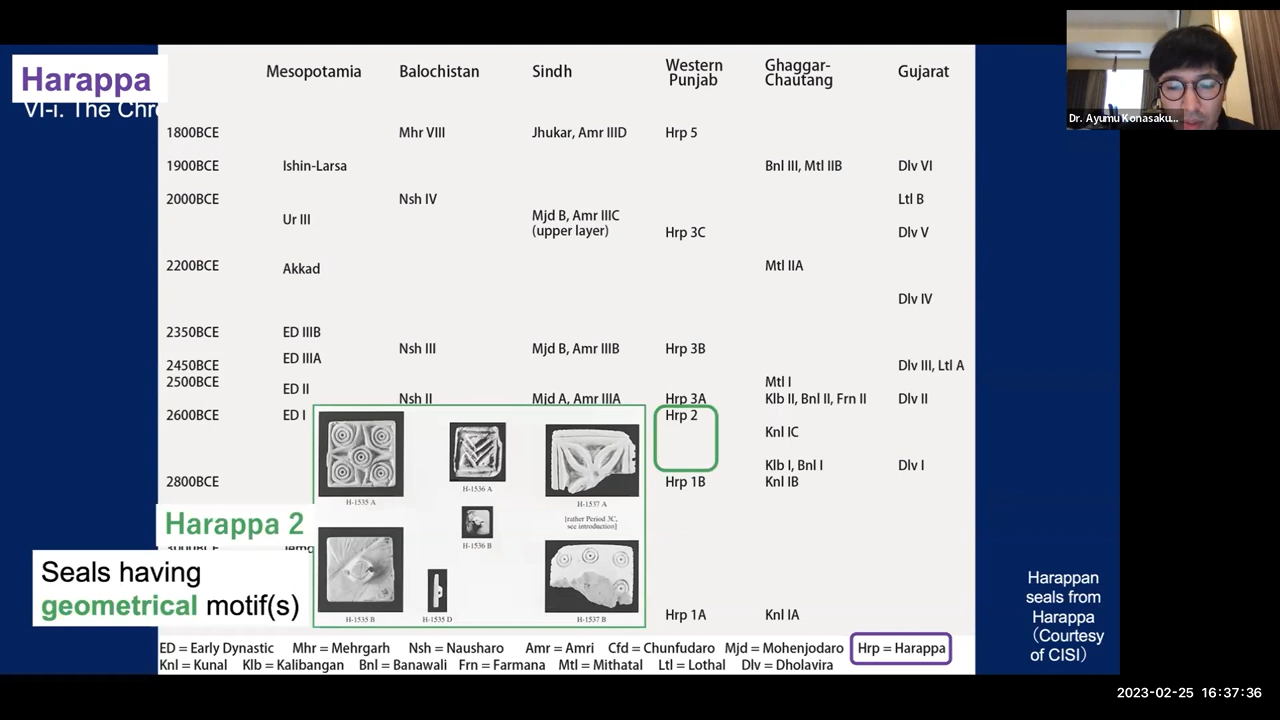 Harappa
VI-i. The Chro
Mesopotamia Balochistan Sindh Western Punjab Ghaggar-Chautang Gujarat
1800BCE Mhr VIII Jhukar, Amr IIID Hrp 5
1900BCE Ishin-Larsa Bnl III, Mtl IIB Dlv VI
2000BCE Nsh IV Ltl B
Ur III Mjd B, Amr IIIC
(upper layer) Hrp 3C Dlv V
2200BCE Akkad Mtl IIA
Dlv IV
2350BCE ED IIIB
Nsh III Mjd B, Amr IIIB Hrp 3B
2450BCE ED IIIA Dlv III, Ltl A
2500BCE ED II Mtl I
Nsh II Mjd A, Amr IIIA Hrp 3A Klb II, Bnl II, Frn II Dlv II
2600BCE ED I Hrp 2
Knl IC
Klb I, Bnl I Dlv I
2800BCE Hrp 1B Knl IB
Hrp 1A Knl IA
H-1535 A
H-1536 A
H-1537 A
[rather Period 3C,
see introduction]
H-1536 B
H-1535 B
H-1535 D
H-1537 B
Harappa 2
3000BCE
Seals having
geometrical motif(s)
Harappan
seals from
Harappa
（Courtesy
of CISI）
ED = Early Dynastic Mhr = Mehrgarh Nsh = Nausharo Amr = Amri Cfd = Chunfudaro Mjd = Mohenjodaro Hrp = Harappa
Knl = Kunal Klb = Kalibangan Bnl = Banawali Frn = Farmana Mtl = Mithatal Ltl = Lothal Dlv = Dholavira
Dr. Ayumu Konasaku...
2023-02-25 16:37:36